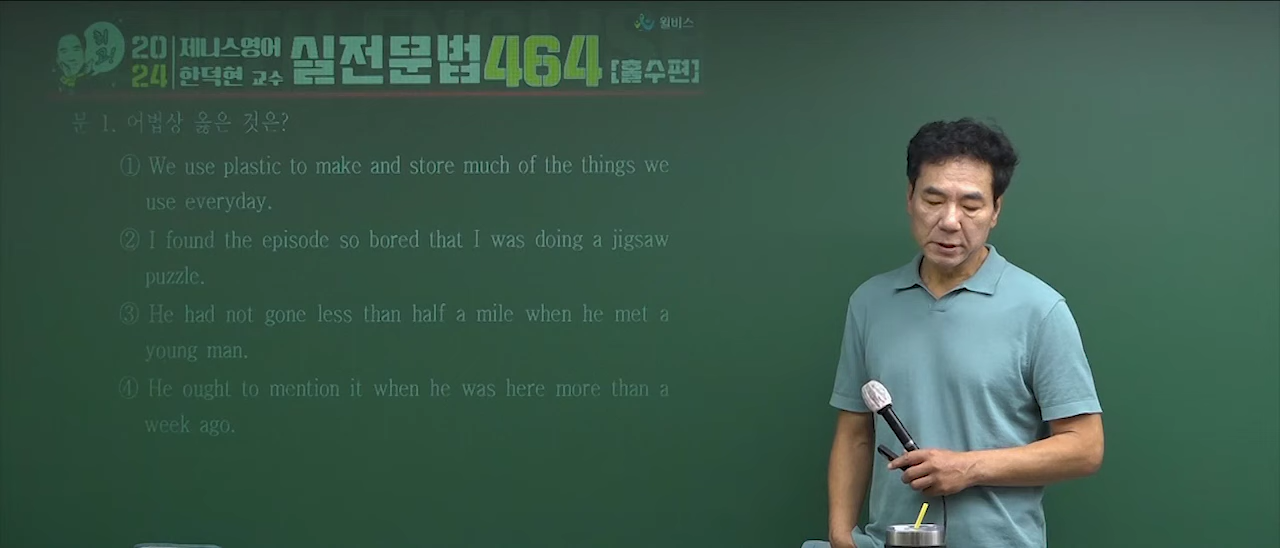 윌비스
2024 제니스영어 한덕현 교수 실전문법464 [홀수편]
문 1. 어법상 옳은 것은?
① We use plastic to make and store much of the things we
use everyday.
② I found the episode so bored that I was doing a jigsaw
puzzle.
③ He had not gone less than half a mile when he met a
young man.
④ He ought to mention it when he was here more than a
week ago.